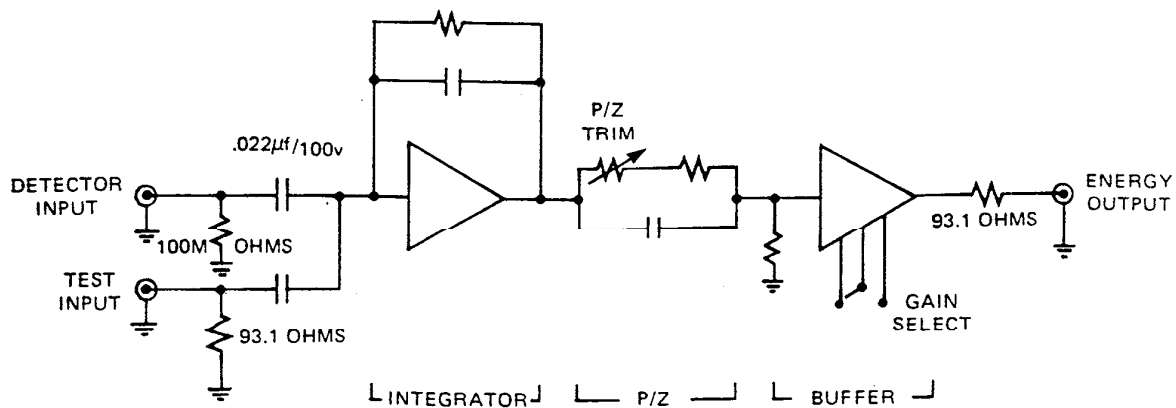 P/Z
TRIM
.022µf/100v
DETECTOR
INPUT
100M OHMS
TEST
INPUT
93.1 OHMS
93.1 OHMS
ENERGY
OUTPUT
GAIN
SELECT
INTEGRATOR
P/Z
BUFFER